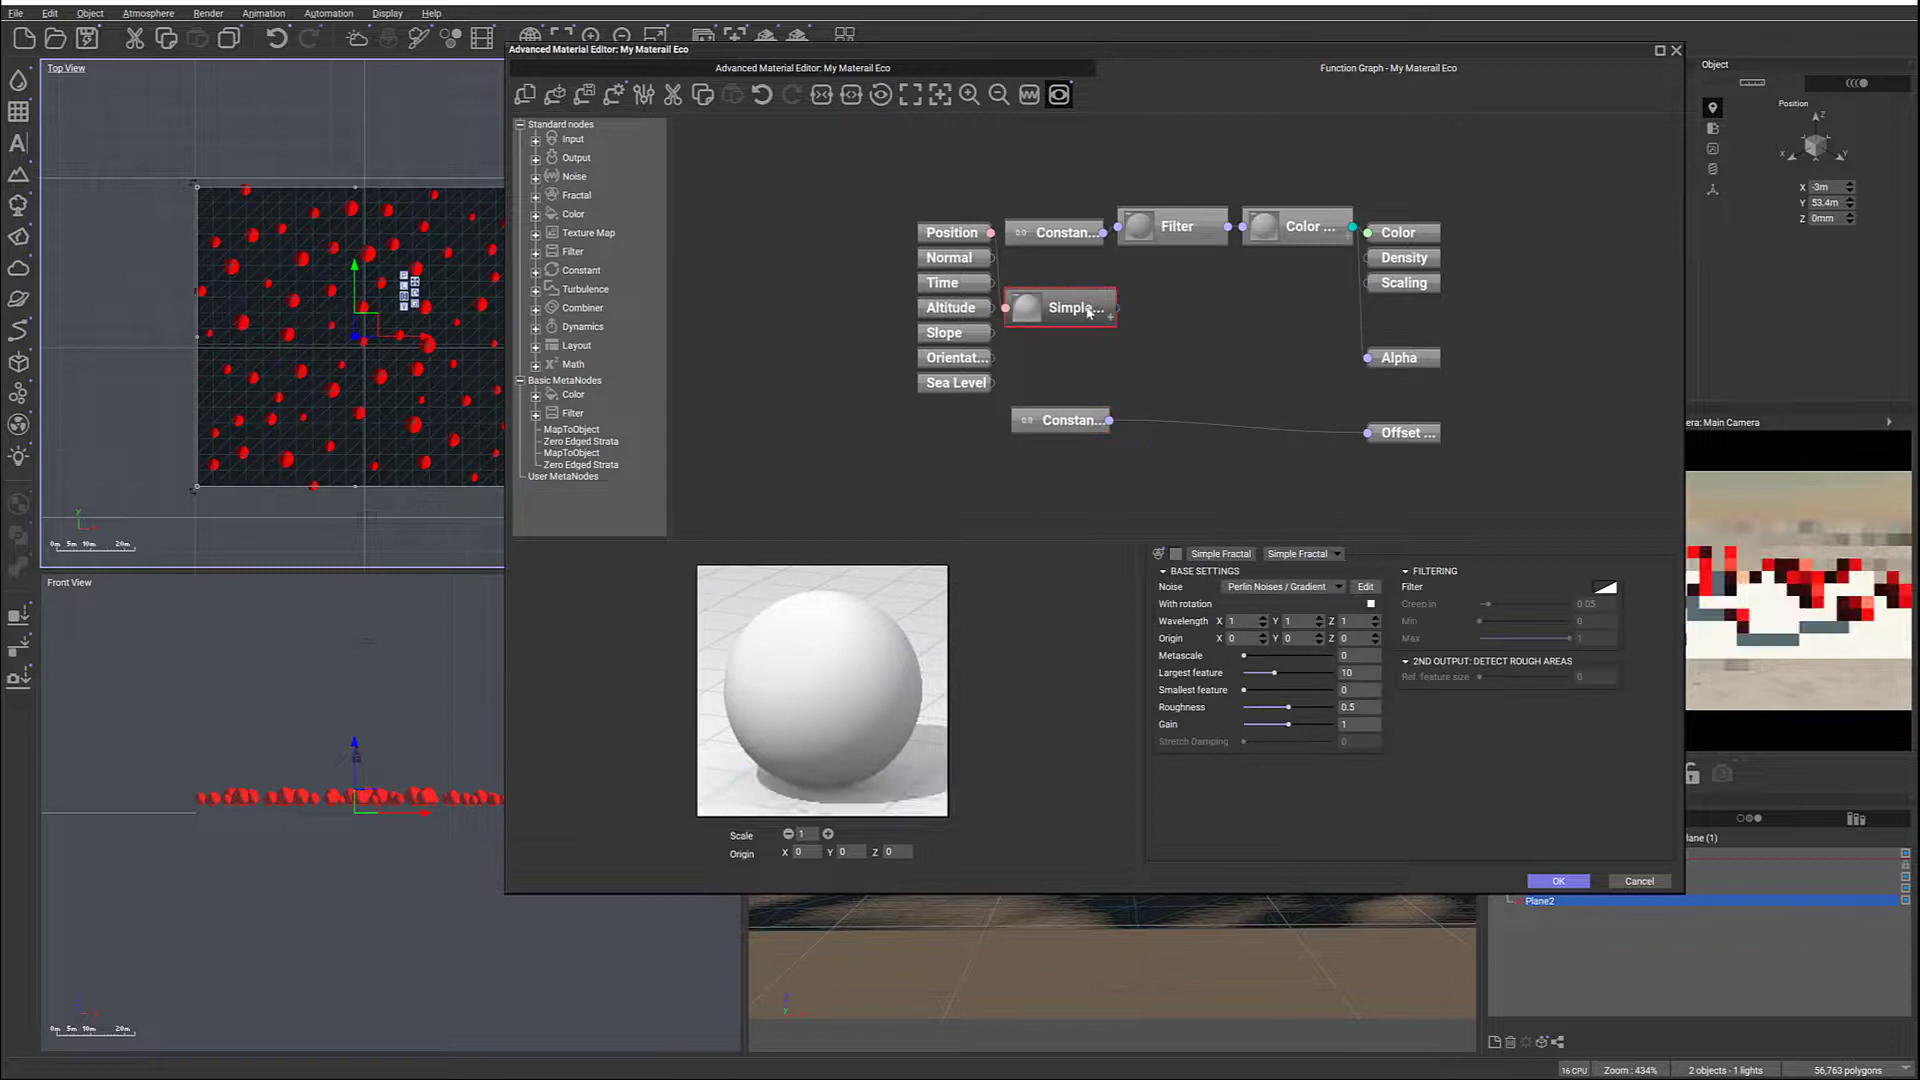 File Edit Object Atmosphere Render Animation Automation Display Help
Advanced Material Editor: My Materail Eco
Advanced Material Editor: My Materail Eco
Function Graph - My Materail Eco
Top View
Standard nodes
Input
Output
Noise
Fractal
Color
Texture Map
Filter
Constant
Turbulence
Combiner
Dynamics
Layout
Math
Basic MetaNodes
Color
Filter
MapToObject
Zero Edged Strata
MapToObject
Zero Edged Strata
User MetaNodes
Position
Normal
Time
Altitude
Slope
Orientat...
Sea Level
Constan...
Filter
Color ...
Simple...
Constan...
Color
Density
Scaling
Alpha
Offset ...
Object
Position
X -3m
Y 53.4m
Z 0mm
0m 5m 10m 20m
Front View
0m 5m 10m 20m
Scale 1
Origin X 0 Y 0 Z 0
Simple Fractal Simple Fractal
BASE SETTINGS
Noise Perlin Noises / Gradient Edit
With rotation
Wavelength X 1 Y 1 Z 1
Origin X 0 Y 0 Z 0
Metascale 0
Largest feature 10
Smallest feature 0
Roughness 0.5
Gain 1
Stretch Damping 0
FILTERING
Filter
Creep in 0.05
Min 0
Max 1
2ND OUTPUT: DETECT ROUGH AREAS
Ref. feature size 0
OK Cancel
era: Main Camera
lane (1)
Plane2
16 CPU Zoom : 434% 2 objects - 1 lights 56,763 polygons